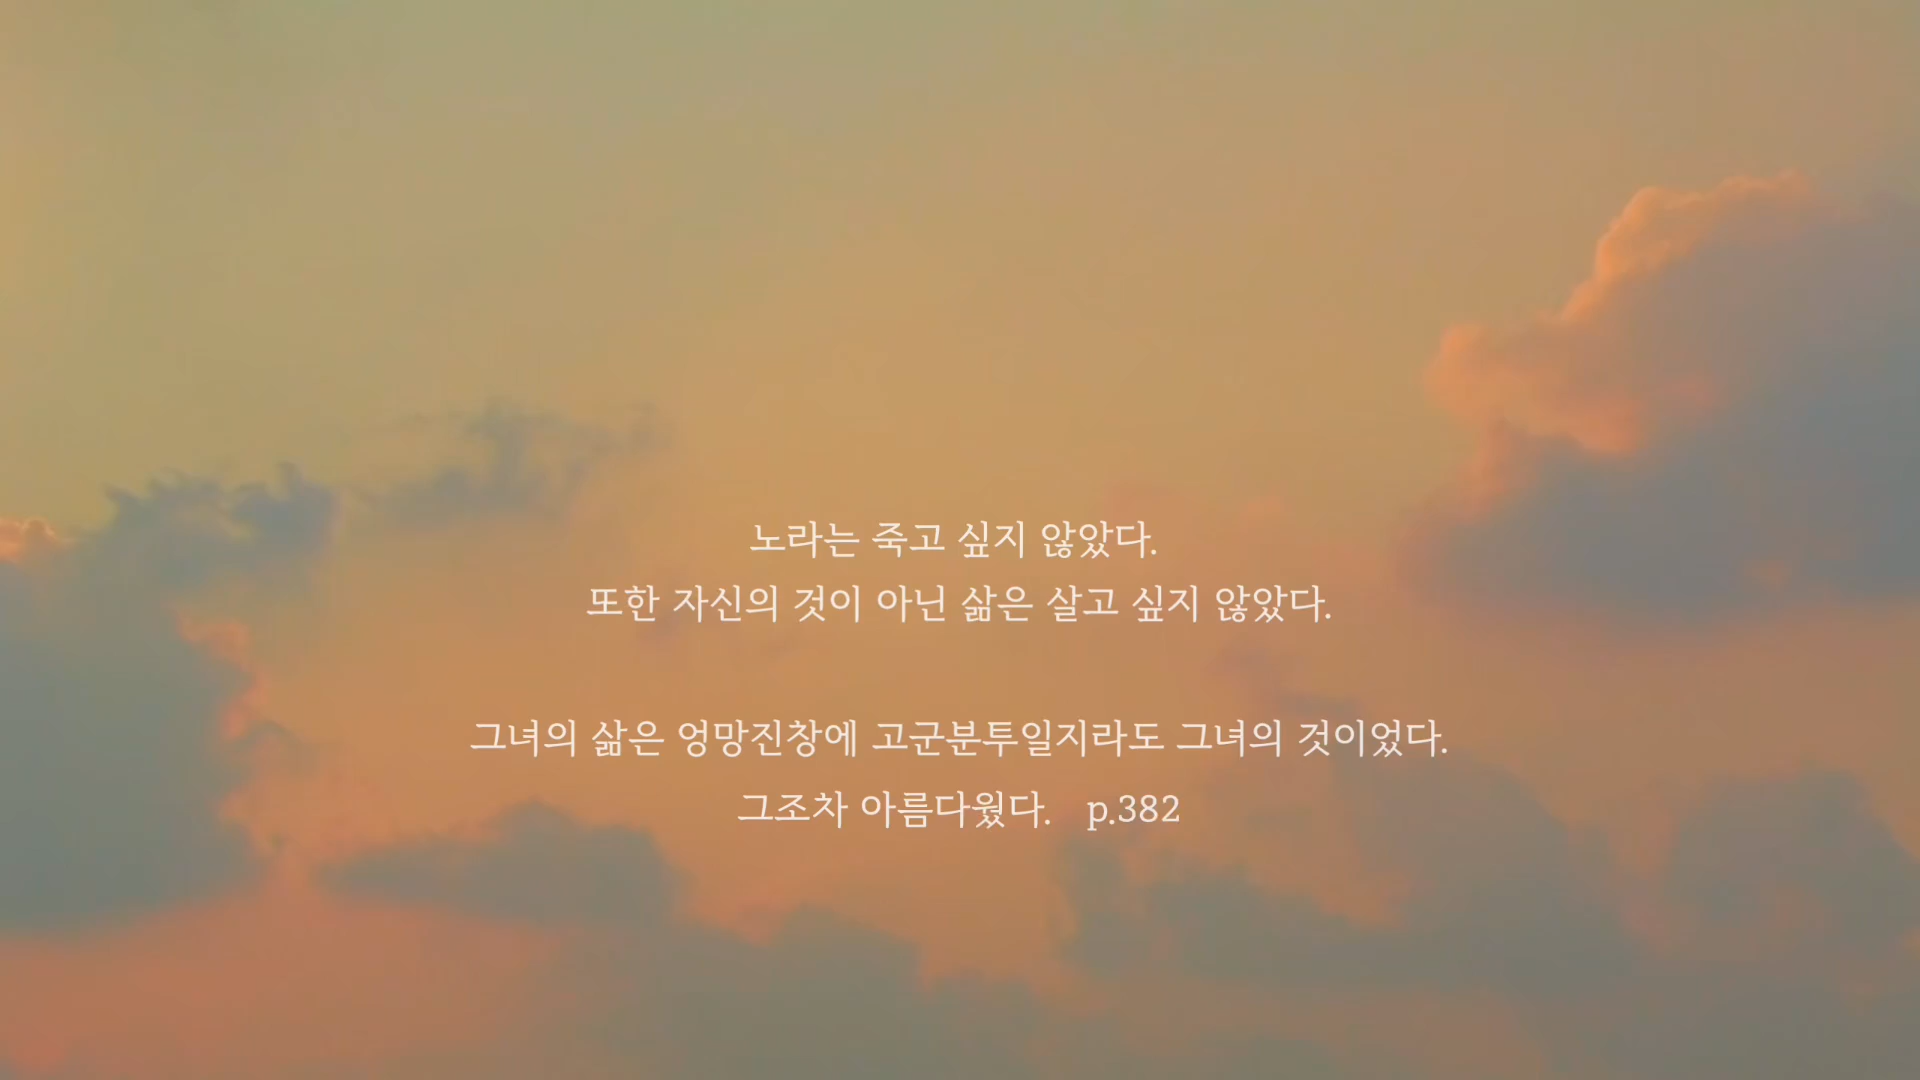 노라는 죽고 싶지 않았다.
또한 자신의 것이 아닌 삶은 살고 싶지 않았다.
그녀의 삶은 엉망진창에 고군분투일지라도 그녀의 것이었다.
그조차 아름다웠다. p.382